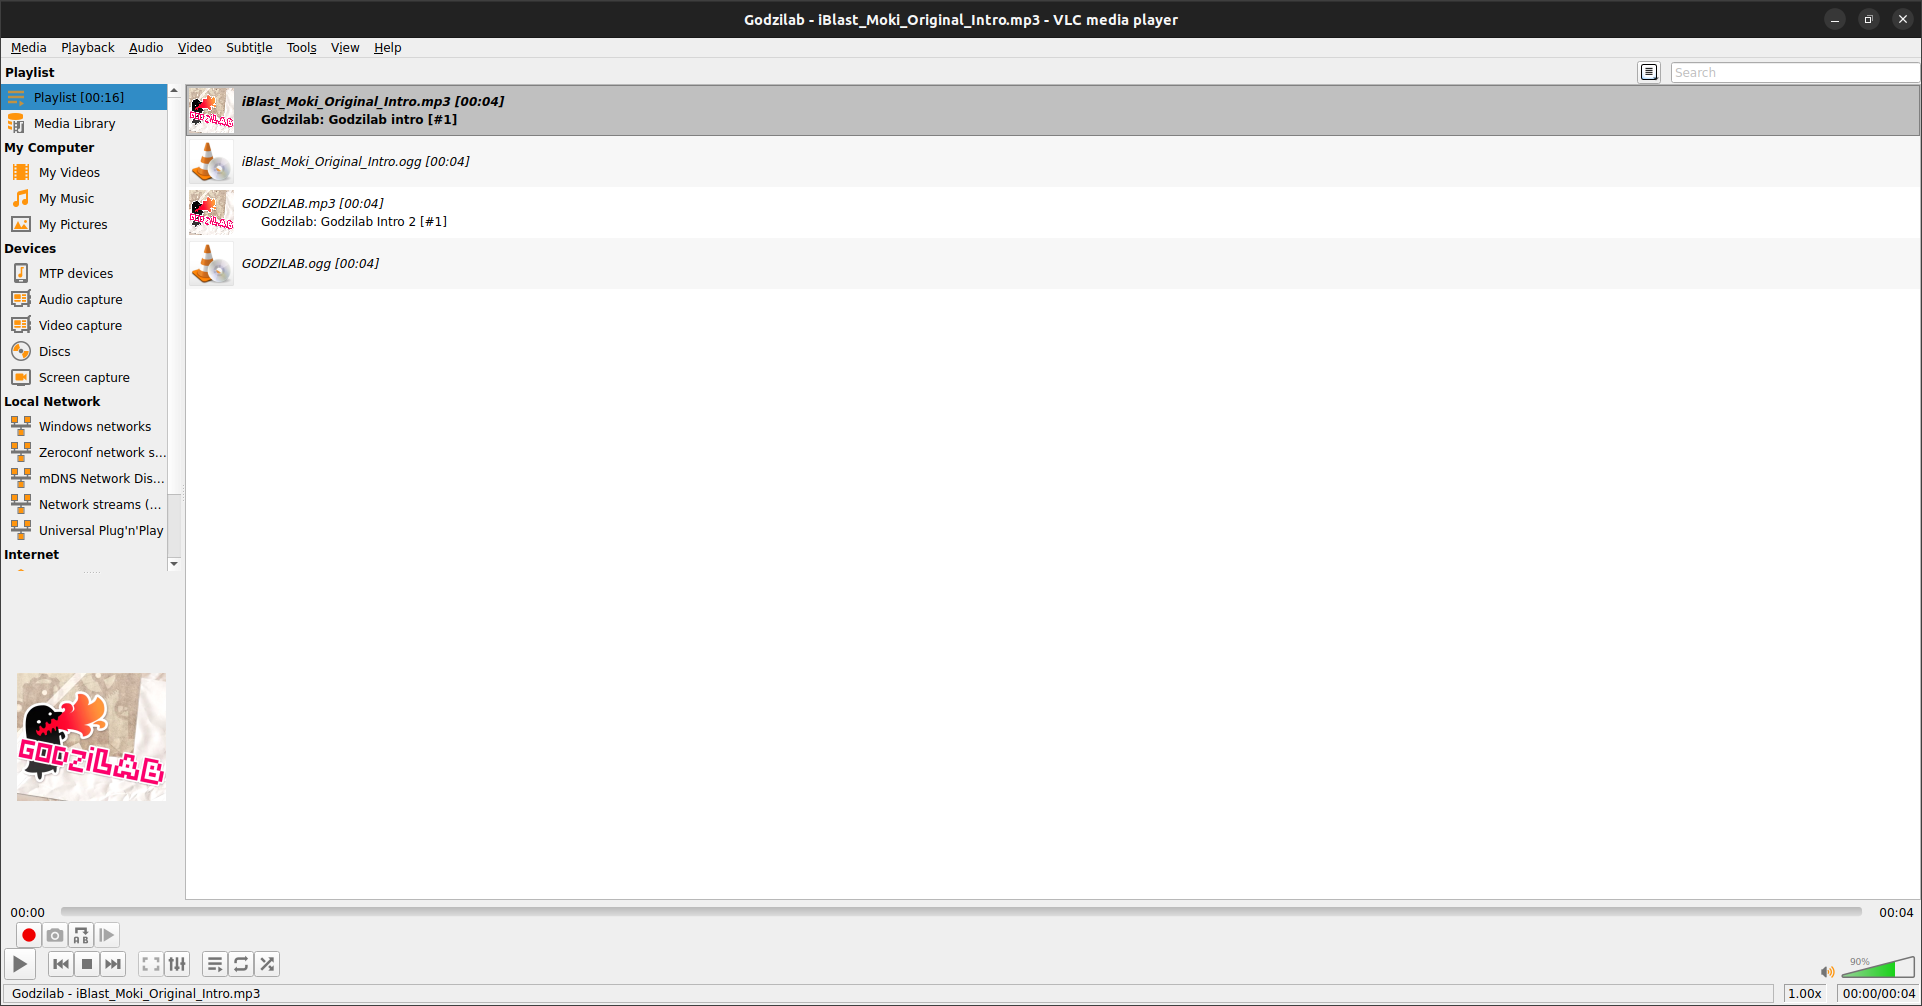 Godzilab - iBlast_Moki_Original_Intro.mp3 - VLC media player
Media Playback Audio Video Subtitle Tools View Help
Playlist
Search
Playlist [00:16]
Media Library
My Computer
My Videos
My Music
My Pictures
Devices
MTP devices
Audio capture
Video capture
Discs
Screen capture
Local Network
Windows networks
Zeroconf network s...
mDNS Network Dis...
Network streams (...
Universal Plug'n'Play
Internet
iBlast_Moki_Original_Intro.mp3 [00:04]
Godzilab: Godzilab intro [#1]
iBlast_Moki_Original_Intro.ogg [00:04]
GODZILAB.mp3 [00:04]
Godzilab: Godzilab Intro 2 [#1]
GODZILAB.ogg [00:04]
GODZILAB
00:00
00:04
A B
90%
Godzilab - iBlast_Moki_Original_Intro.mp3
1.00x
00:00/00:04